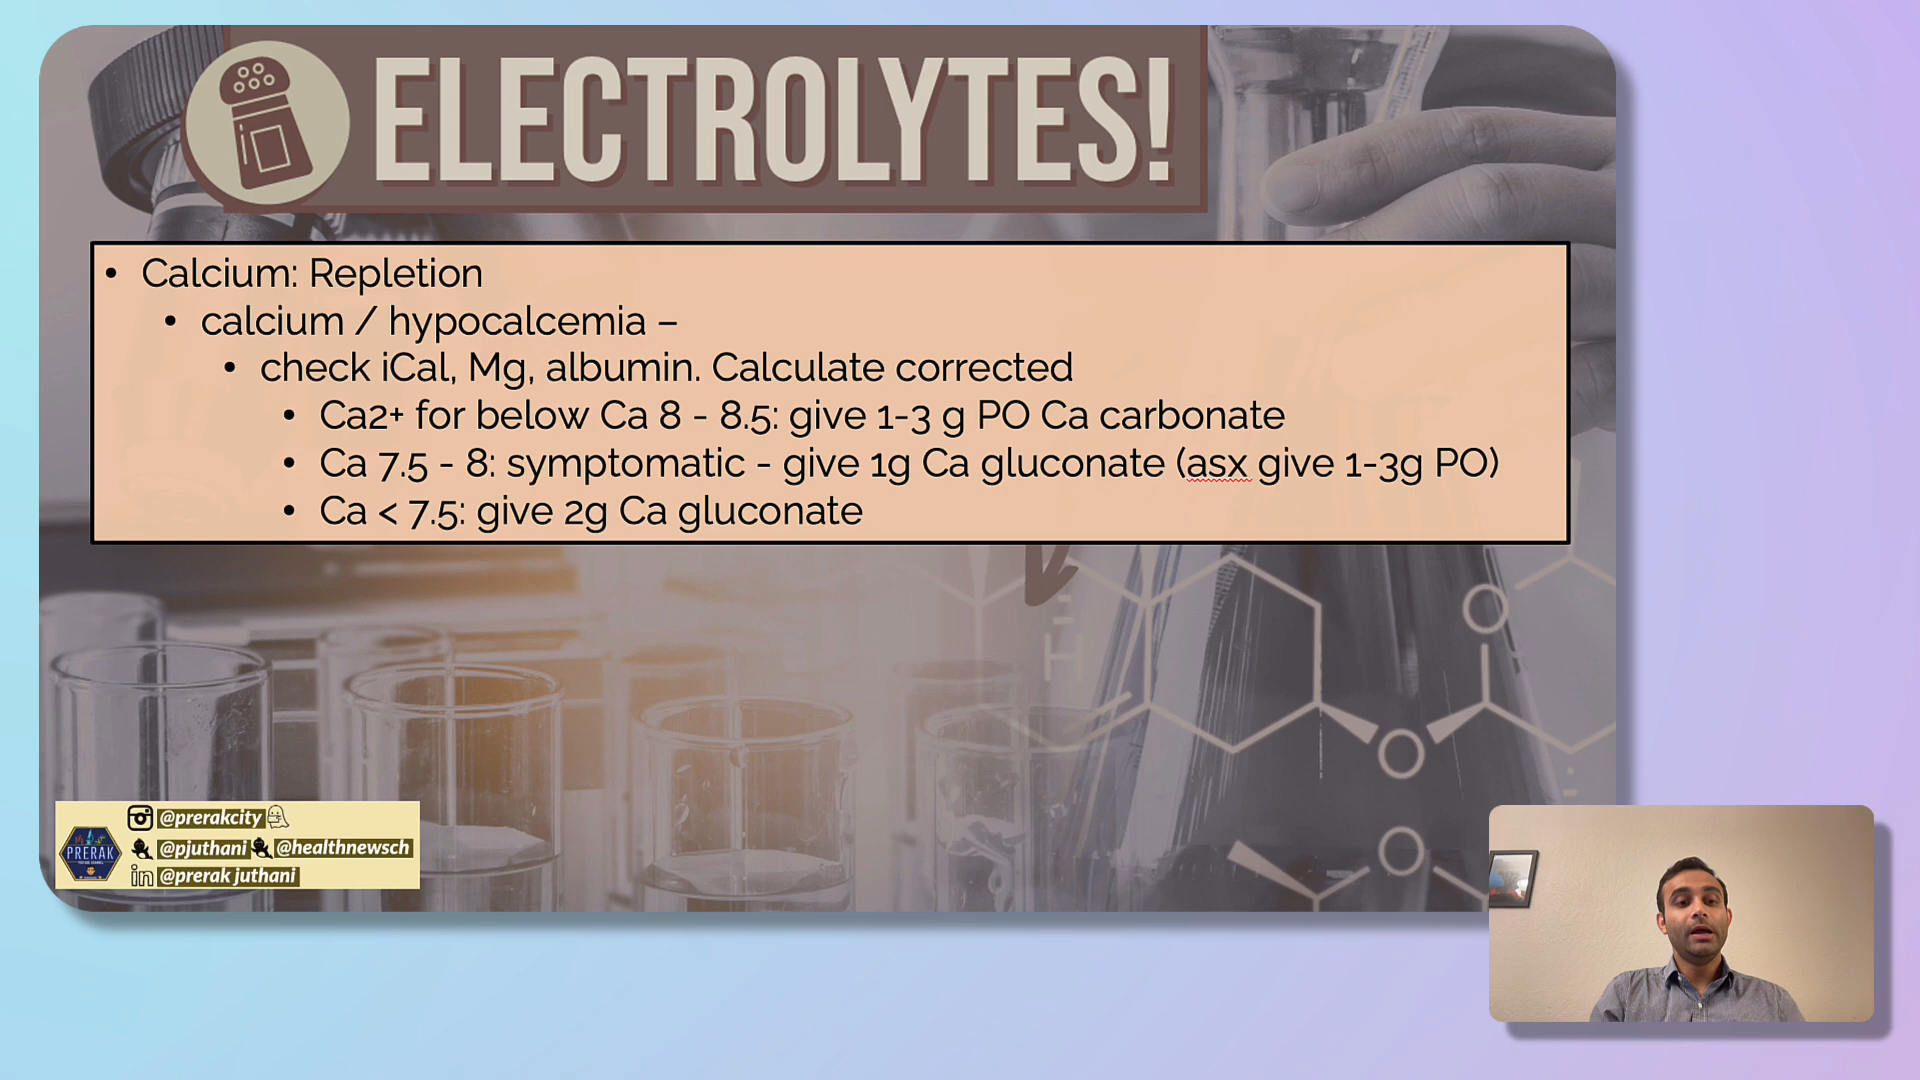 ELECTROLYTES!
• Calcium: Repletion
• calcium / hypocalcemia –
• check iCal, Mg, albumin. Calculate corrected
• Ca2+ for below Ca 8 - 8.5: give 1-3 g PO Ca carbonate
• Ca 7.5 - 8: symptomatic - give 1g Ca gluconate (asx give 1-3g PO)
• Ca < 7.5: give 2g Ca gluconate
H
O
O
O
@prerakcity
PRERAK
@pjuthani @healthnewsch
in @prerak juthani